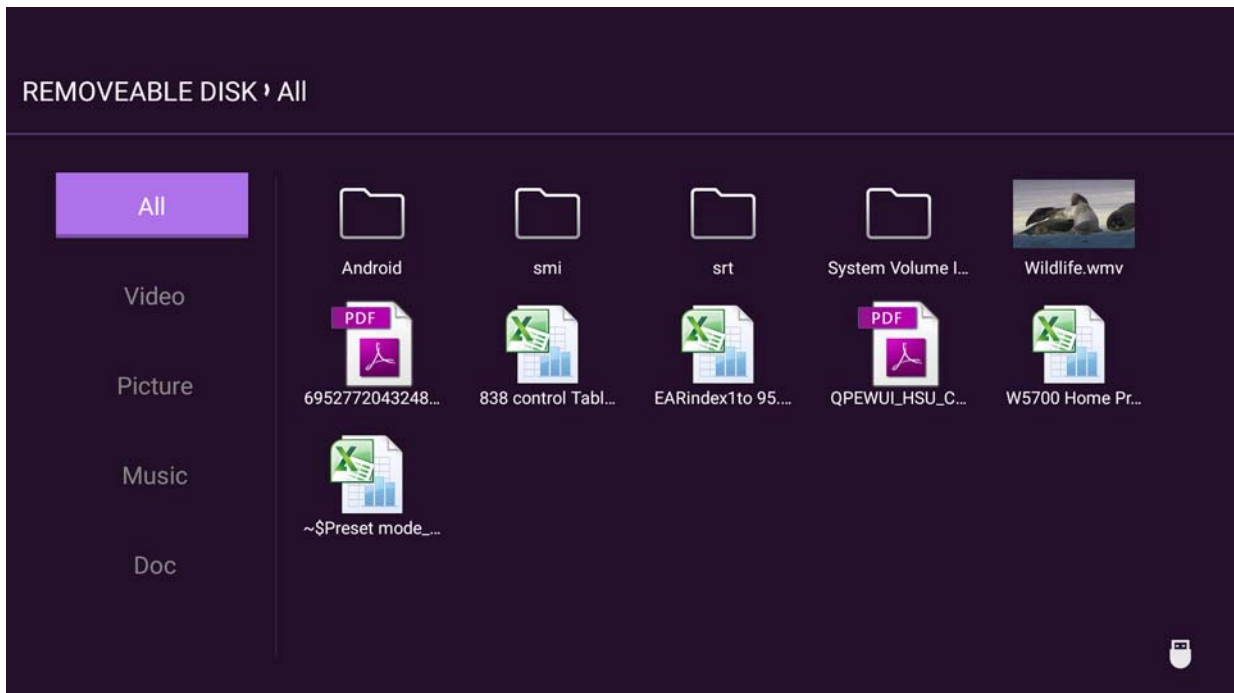 REMOVEABLE DISK › All
All
Video
Picture
Music
Doc
Android
smi
srt
System Volume I...
Wildlife.wmv
PDF
6952772043248...
838 control Tabl...
EARindex1to 95....
PDF
QPEWUI_HSU_C...
W5700 Home Pr...
~$Preset mode_...